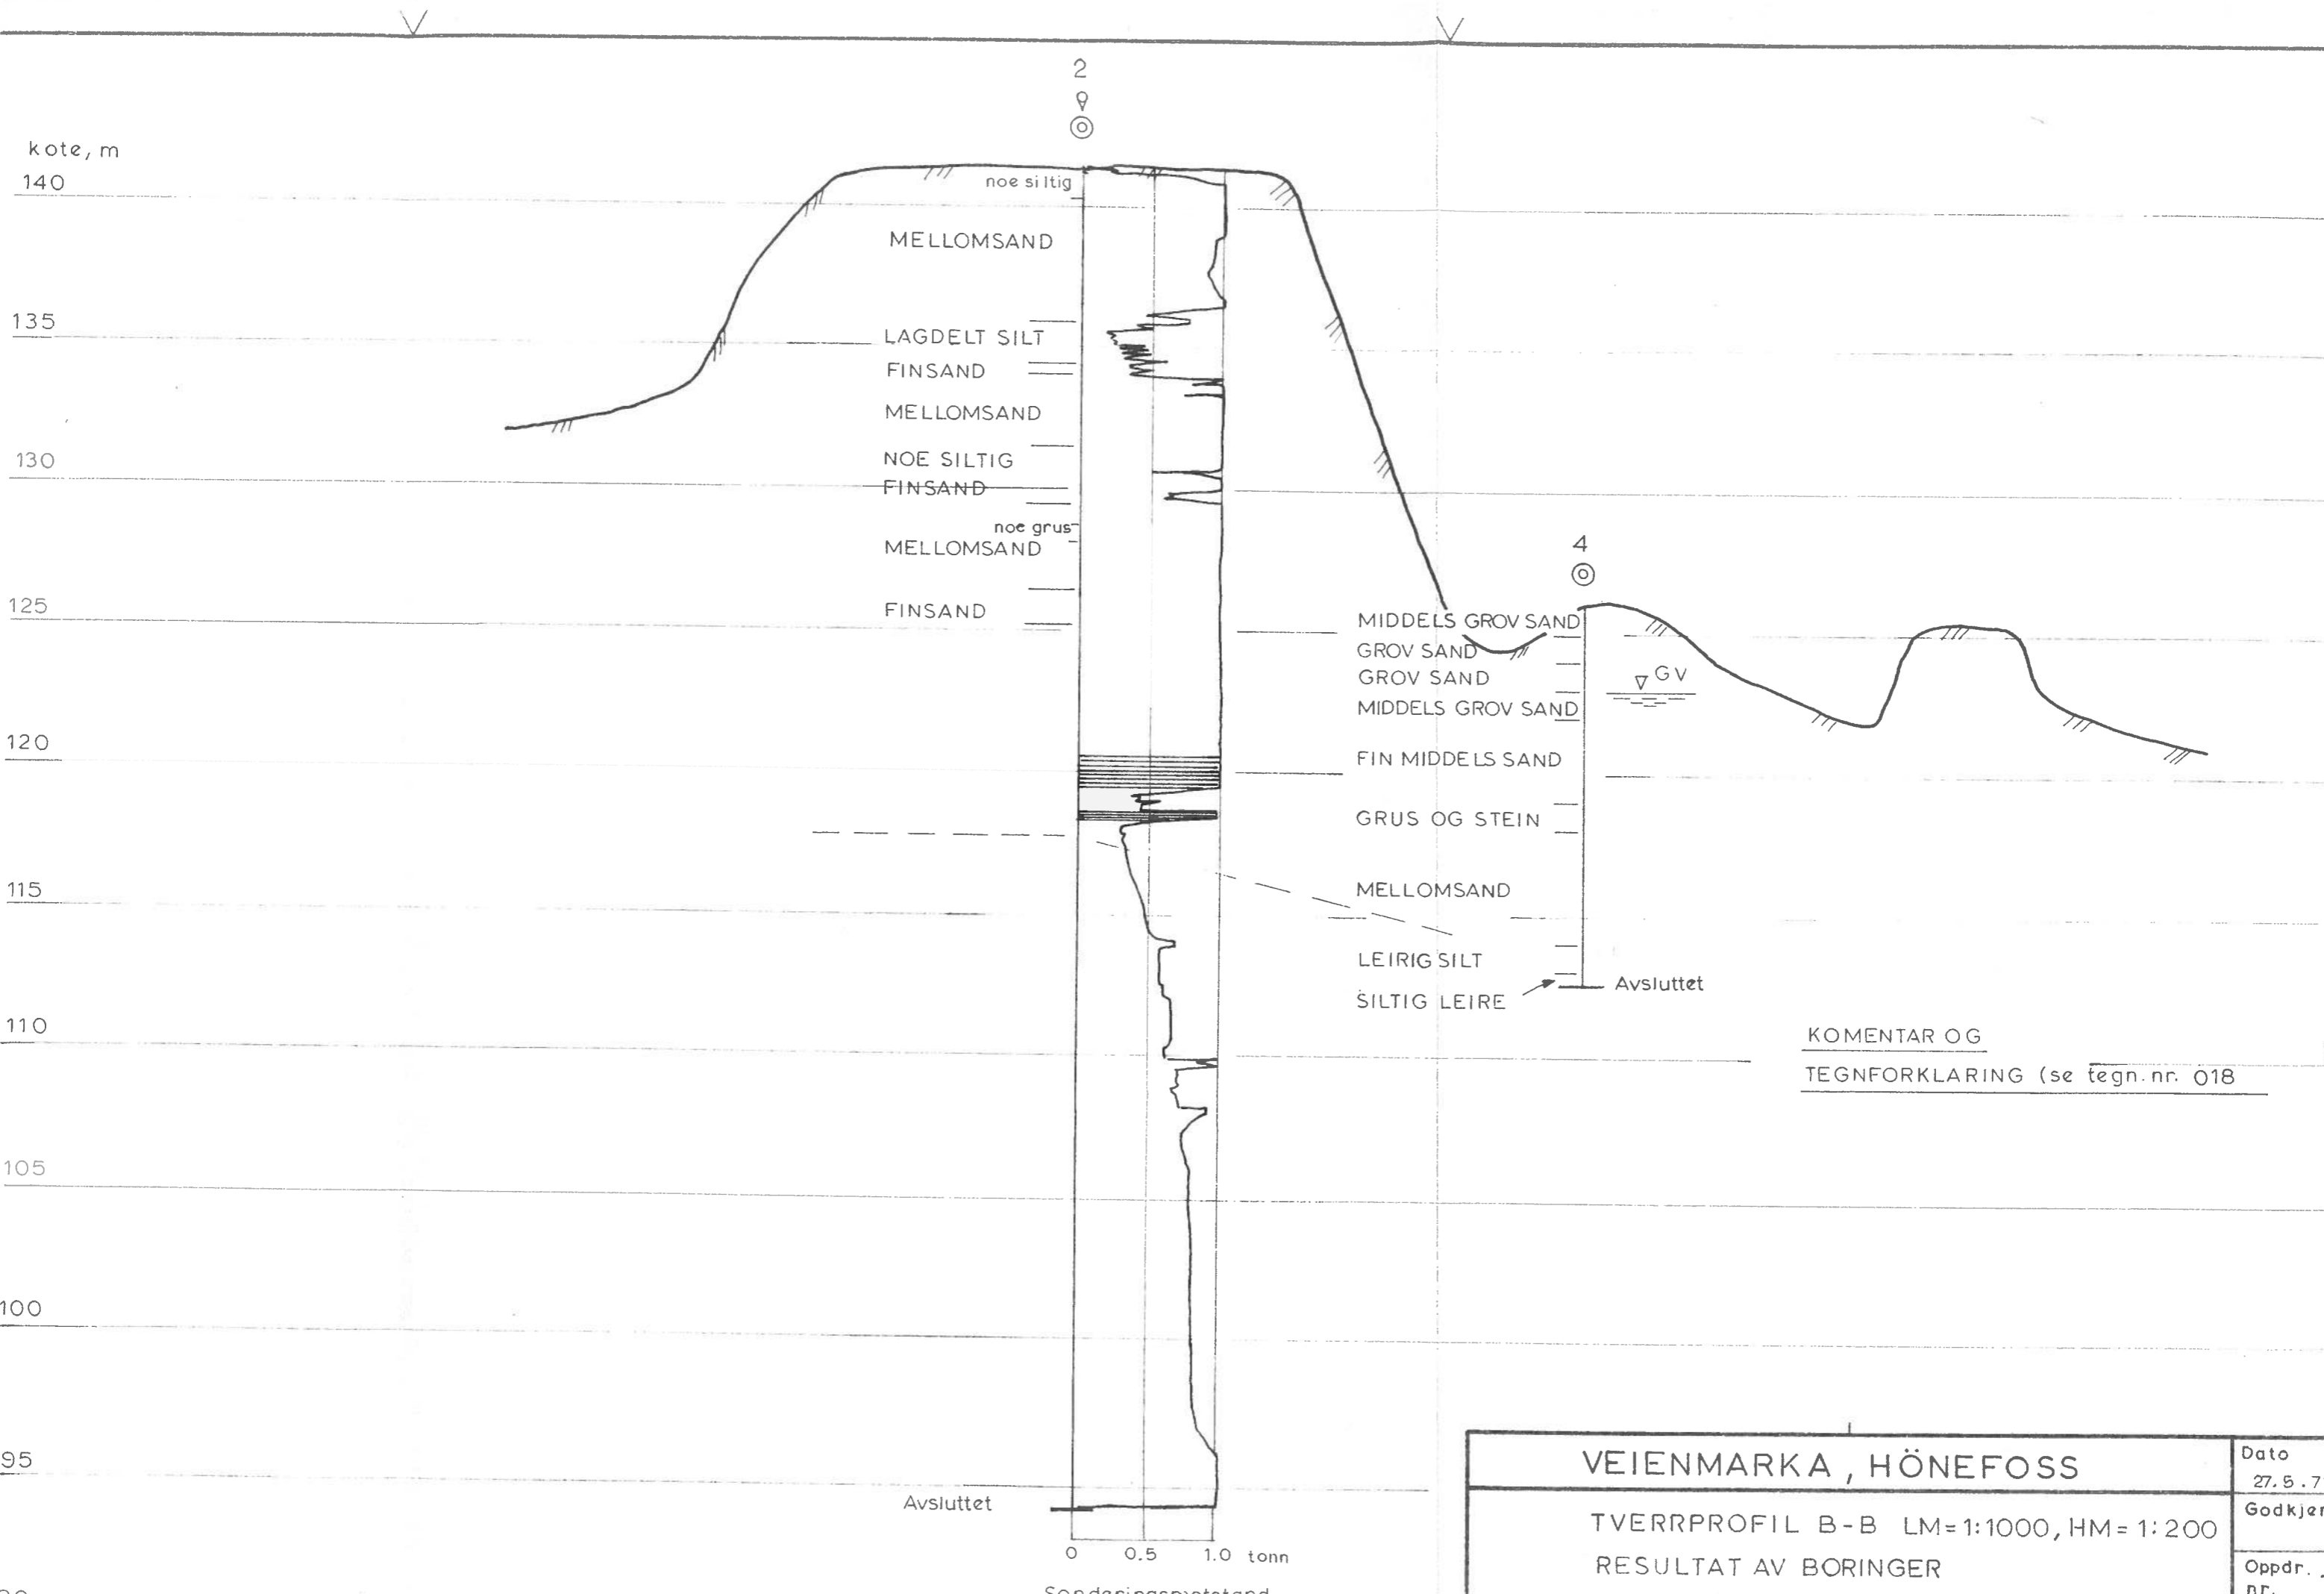 2
kote, m
140
noe siltig
MELLOMSAND
135
LAGDELT SILT
FINSAND
MELLOMSAND
130
NOE SILTIG
FINSAND
noe grus
MELLOMSAND
125
FINSAND
4
MIDDELS GROV SAND
GROV SAND
GROV SAND
GV
MIDDELS GROV SAND
120
FIN MIDDELS SAND
GRUS OG STEIN
115
MELLOMSAND
LEIRIG SILT
SILTIG LEIRE
Avsluttet
110
KOMENTAR OG
TEGNFORKLARING (se tegn. nr. 018
105
100
95
Avsluttet
0 0.5 1.0 tonn
VEIENMARKA, HÖNEFOSS
Dato
27.5.7
TVERRPROFIL B-B LM=1:1000, HM=1:200
RESULTAT AV BORINGER
Godkjen
Oppdr.
nr.